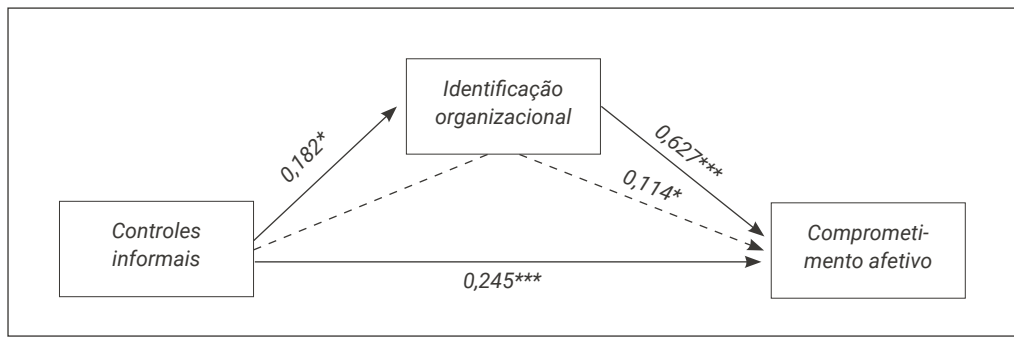 Identificação
organizacional
0,182*
0,627***
0,114*
Controles
informais
Comprometi-
mento afetivo
0,245***